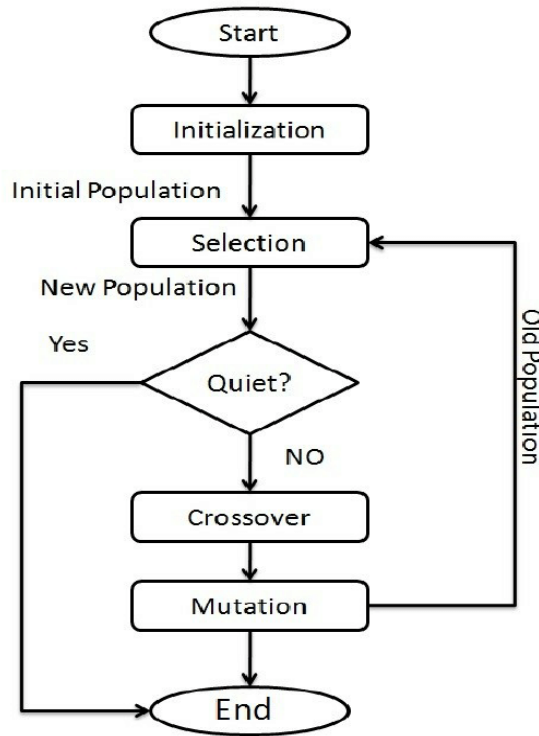 Start
Initialization
Initial Population
Selection
New Population
Yes
Quiet?
Old Population
NO
Crossover
Mutation
End